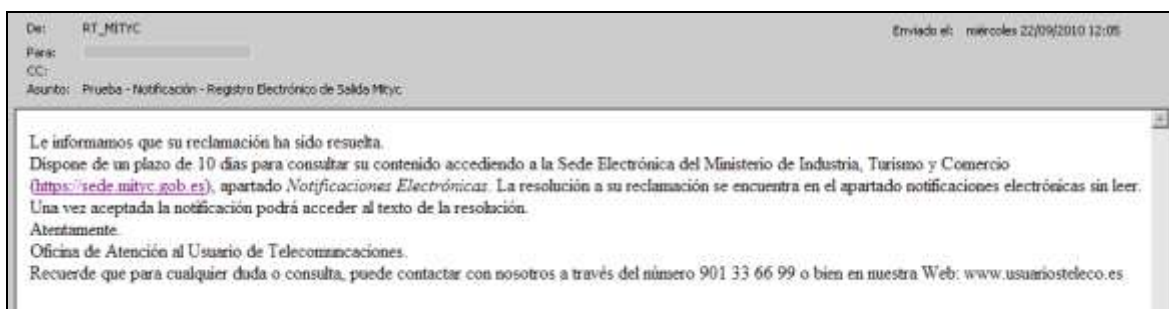 De: RT_MITYC Enviado el: miércoles 22/09/2010 12:05
Para:
CC:
Asunto: Prueba - Notificación - Registro Electrónico de Salida Mityc
Le informamos que su reclamación ha sido resuelta.
Dispone de un plazo de 10 días para consultar su contenido accediendo a la Sede Electrónica del Ministerio de Industria, Turismo y Comercio
(https://sede.mityc.gob.es), apartado Notificaciones Electrónicas. La resolución a su reclamación se encuentra en el apartado notificaciones electrónicas sin leer.
Una vez aceptada la notificación podrá acceder al texto de la resolución.
Atentamente.
Oficina de Atención al Usuario de Telecomuncaciones.
Recuerde que para cualquier duda o consulta, puede contactar con nosotros a través del número 901 33 66 99 o bien en nuestra Web: www.usuariosteleco.es